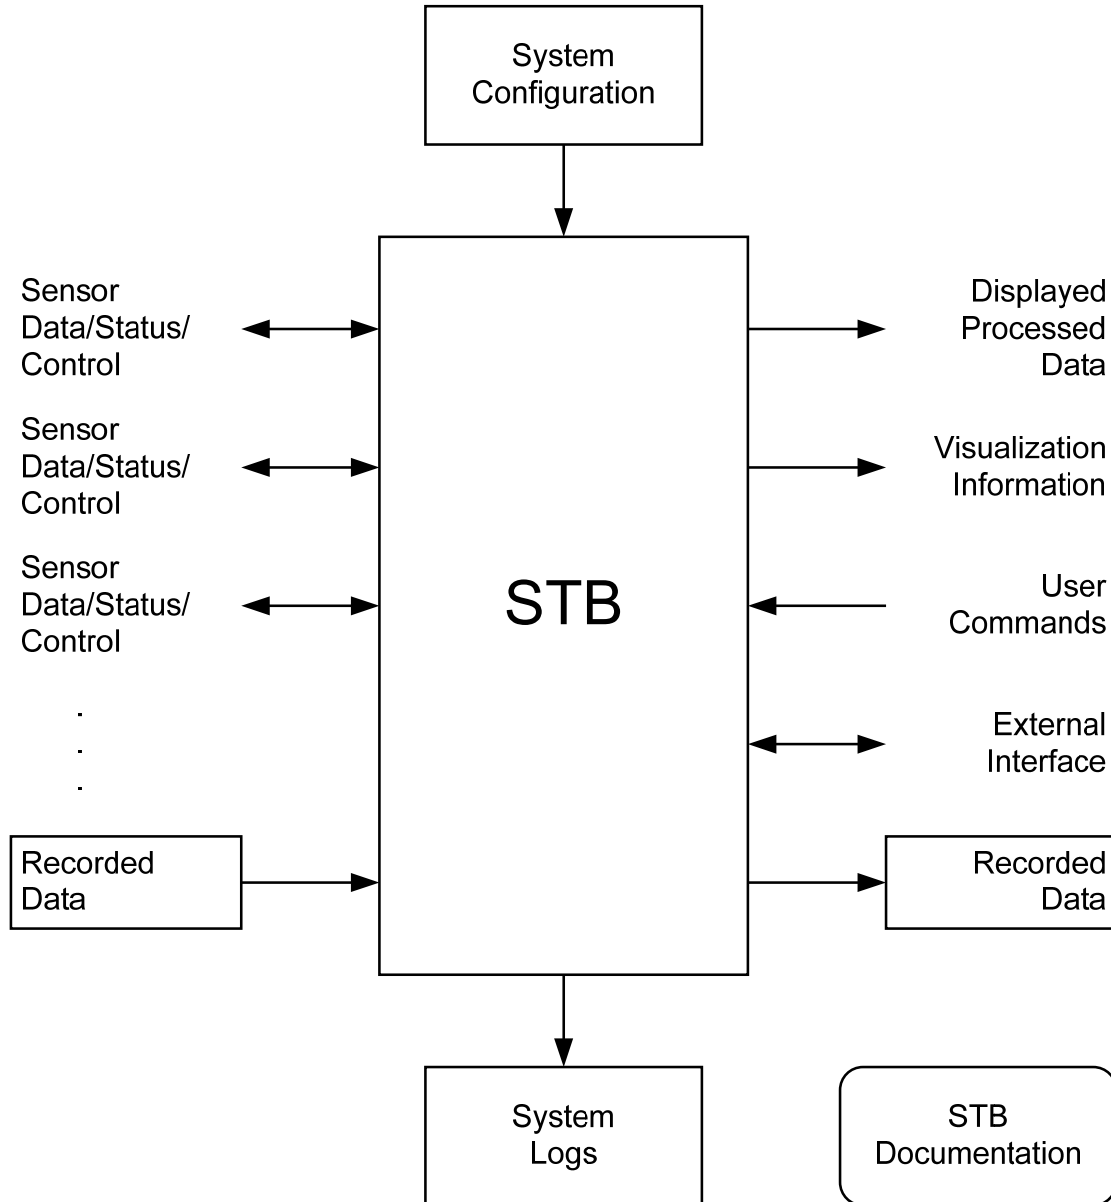 System
Configuration
Sensor
Data/Status/
Control
Sensor
Data/Status/
Control
Sensor
Data/Status/
Control
.
.
.
Recorded
Data
STB
Displayed
Processed
Data
Visualization
Information
User
Commands
External
Interface
Recorded
Data
System
Logs
STB
Documentation